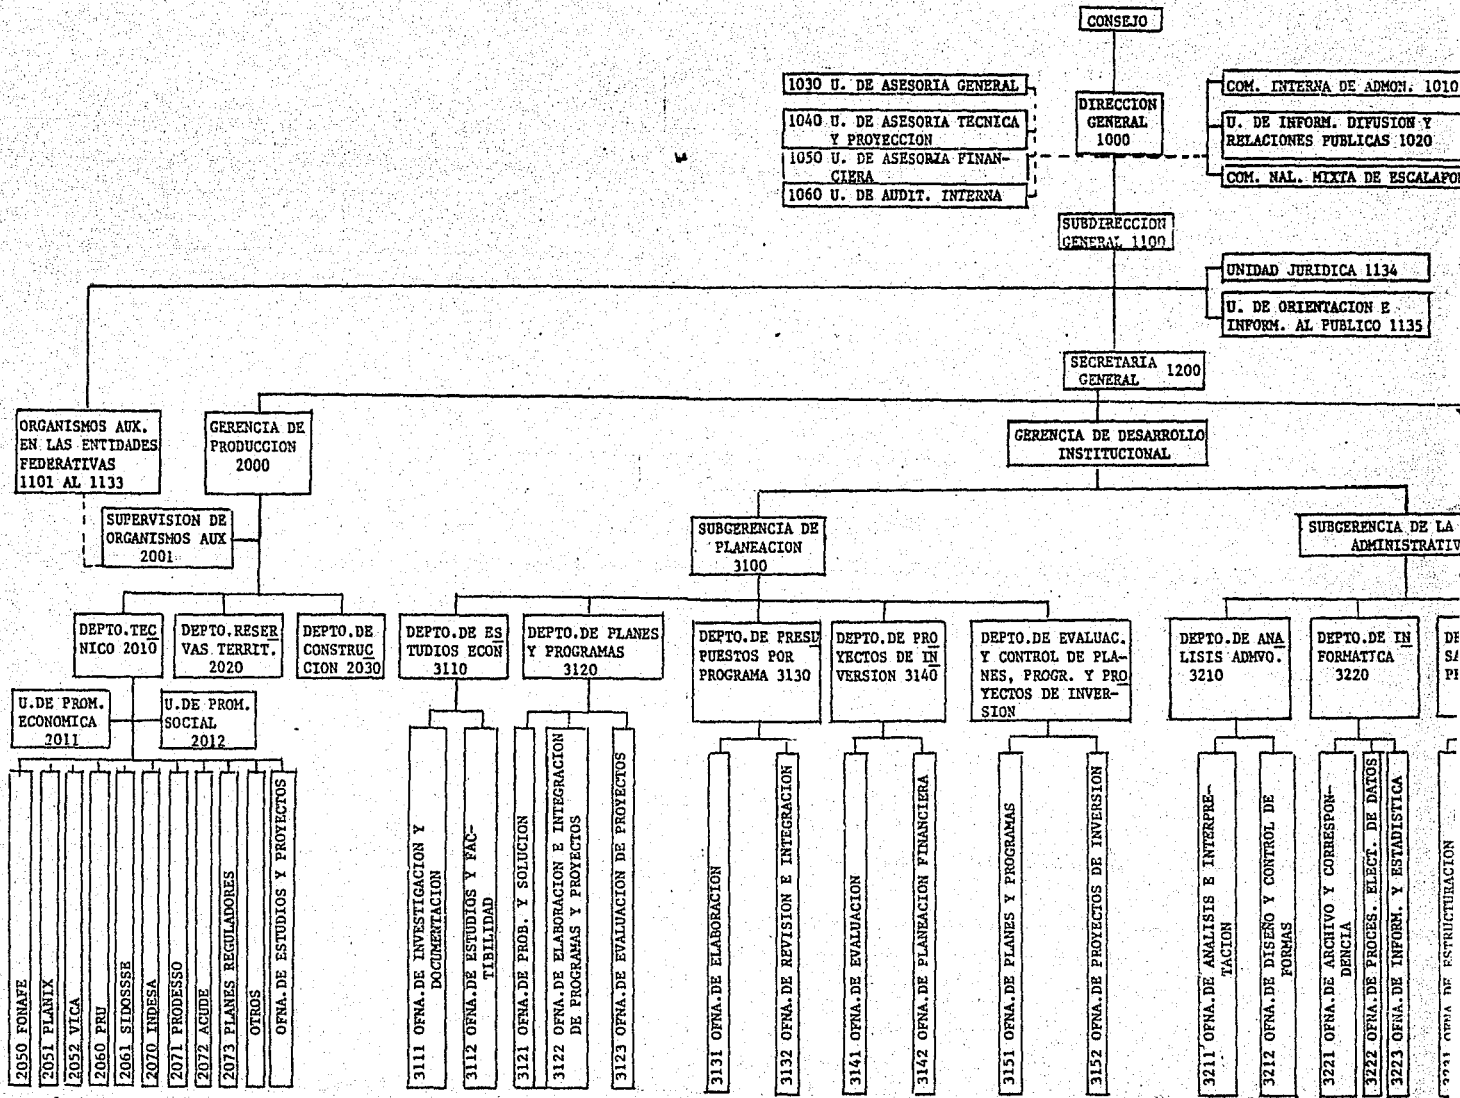 CONSEJO
1030 U. DE ASESORIA GENERAL
1040 U. DE ASESORIA TECNICA
Y PROYECCION
1050 U. DE ASESORIA FINAN-
CIERA
1060 U. DE AUDIT. INTERNA
DIRECCION
GENERAL
1000
COM. INTERNA DE ADMON. 1010
U. DE INFORM. DIFUSION Y
RELACIONES PUBLICAS 1020
COM. NAL. MIXTA DE ESCALAFON
SUBDIRECCION
GENERAL 1100
UNIDAD JURIDICA 1134
U. DE ORIENTACION E
INFORM. AL PUBLICO 1135
SECRETARIA 1200
GENERAL
ORGANISMOS AUX.
EN LAS ENTIDADES
FEDERATIVAS
1101 AL 1133
GERENCIA DE
PRODUCCION
2000
GERENCIA DE DESARROLLO
INSTITUCIONAL
SUPERVISION DE
ORGANISMOS AUX
2001
SUBGERENCIA DE
PLANEACION
3100
SUBGERENCIA DE LA
ADMINISTRATIV
DEPTO.TEC
NICO 2010
DEPTO.RESER
VAS TERRIT.
2020
DEPTO.DE
CONSTRUC
CION 2030
DEPTO.DE ES
TUDIOS ECON
3110
DEPTO.DE PLANES
Y PROGRAMAS
3120
DEPTO.DE PRESU
PUESTOS POR
PROGRAMA 3130
DEPTO.DE PRO
YECTOS DE IN
VERSION 3140
DEPTO.DE EVALUAC.
Y CONTROL DE PLA-
NES, PROGR. Y PRO
YECTOS DE INVER-
SION
DEPTO.DE ANA
LISIS ADMVO.
3210
DEPTO.DE IN
FORMATICA
3220
U.DE PROM.
ECONOMICA
2011
U.DE PROM.
SOCIAL
2012
2050 FONAFE
2051 PLANIX
2052 VICA
2060 PRU
2061 SIDOSSSE
2070 INDESA
2071 PRODESSO
2072 ACUDE
2073 PLANES REGULADORES
OTROS
OFNA.DE ESTUDIOS Y PROYECTOS
3111 OFNA.DE INVESTIGACION Y
DOCUMENTACION
3112 OFNA.DE ESTUDIOS Y FAC-
TIBILIDAD
3121 OFNA.DE PROB. Y SOLUCION
3122 OFNA.DE ELABORACION E INTEGRACION
DE PROGRAMAS Y PROYECTOS
3123 OFNA.DE EVALUACION DE PROYECTOS
3131 OFNA.DE ELABORACION
3132 OFNA.DE REVISION E INTEGRACION
3141 OFNA.DE EVALUACION
3142 OFNA.DE PLANEACION FINANCIERA
3151 OFNA.DE PLANES Y PROGRAMAS
3152 OFNA.DE PROYECTOS DE INVERSION
3211 OFNA.DE ANALISIS E INTERPRE-
TACION
3212 OFNA.DE DISEÑO Y CONTROL DE
FORMAS
3221 OFNA.DE ARCHIVO Y CORRESPON-
DENCIA
3222 OFNA.DE PROCES. ELECT. DE DATOS
3223 OFNA.DE INFORM. Y ESTADISTICA
3231 OFNA DE ESTRUCTURACION